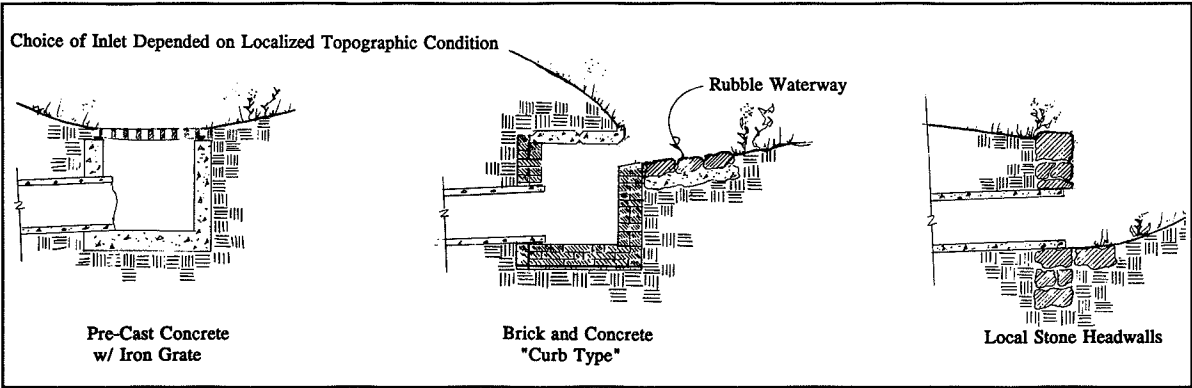 Choice of Inlet Depended on Localized Topographic Condition
Rubble Waterway
Pre-Cast Concrete
w/ Iron Grate
Brick and Concrete
"Curb Type"
Local Stone Headwalls